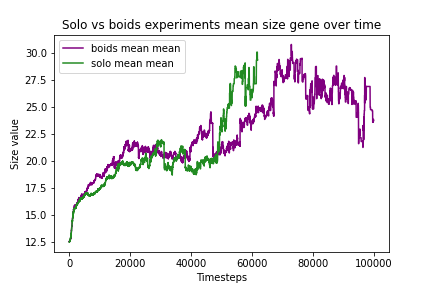 Solo vs boids experiments mean size gene over time
boids mean mean
solo mean mean
Size value
30.0
27.5
25.0
22.5
20.0
17.5
15.0
12.5
0 20000 40000 60000 80000 100000
Timesteps